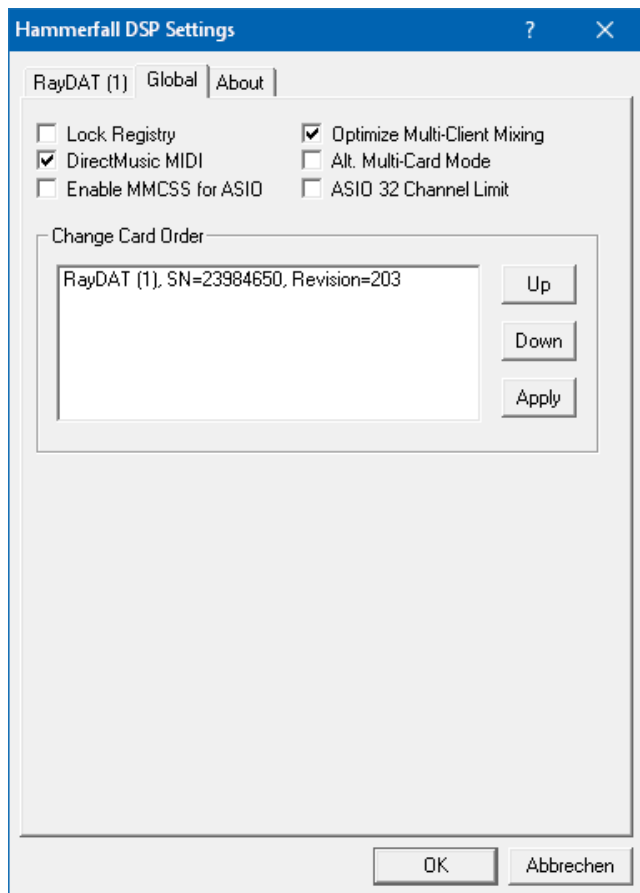 Hammerfall DSP Settings
RayDAT (1) Global About
Lock Registry
Optimize Multi-Client Mixing
DirectMusic MIDI
Alt. Multi-Card Mode
Enable MMCSS for ASIO
ASIO 32 Channel Limit
Change Card Order
RayDAT (1), SN=23984650, Revision=203
Up
Down
Apply
OK
Abbrechen